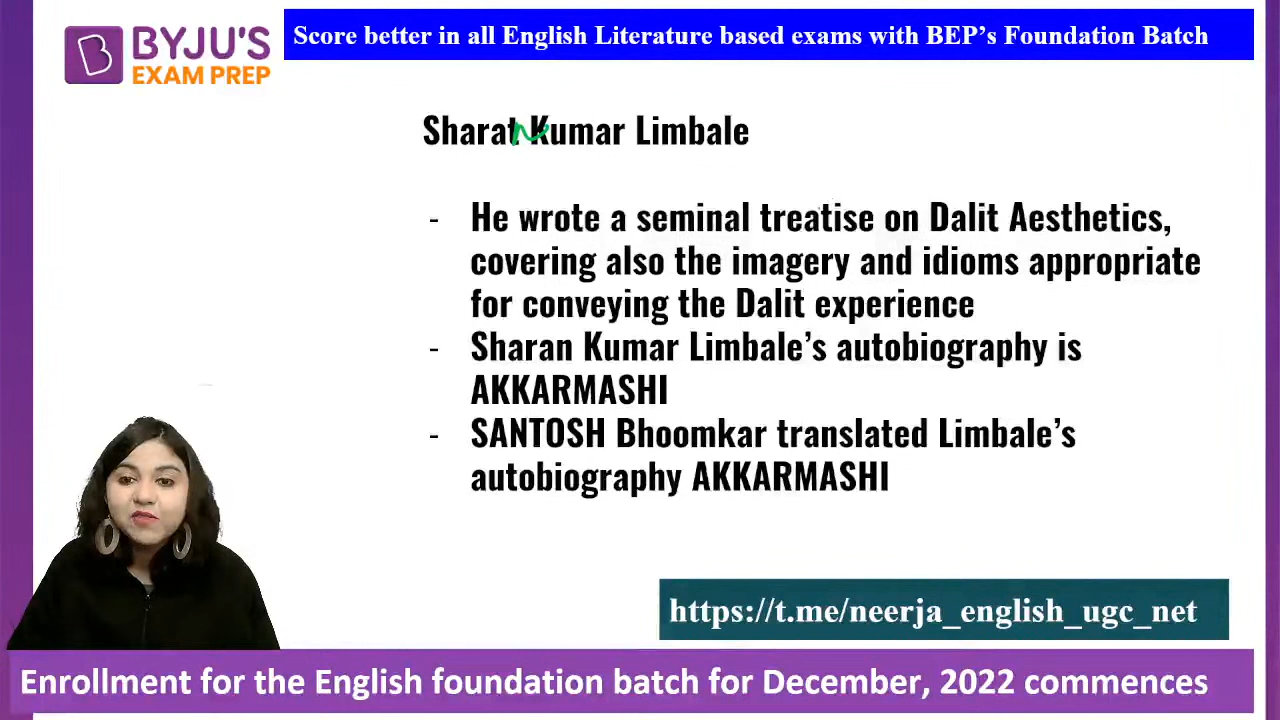 BYJU'S
EXAM PREP
Score better in all English Literature based exams with BEP's Foundation Batch
Sharat Kumar Limbale
n
- He wrote a seminal treatise on Dalit Aesthetics,
covering also the imagery and idioms appropriate
for conveying the Dalit experience
- Sharan Kumar Limbale's autobiography is
AKKARMASHI
- SANTOSH Bhoomkar translated Limbale's
autobiography AKKARMASHI
https://t.me/neerja_english_ugc_net
Enrollment for the English foundation batch for December, 2022 commences